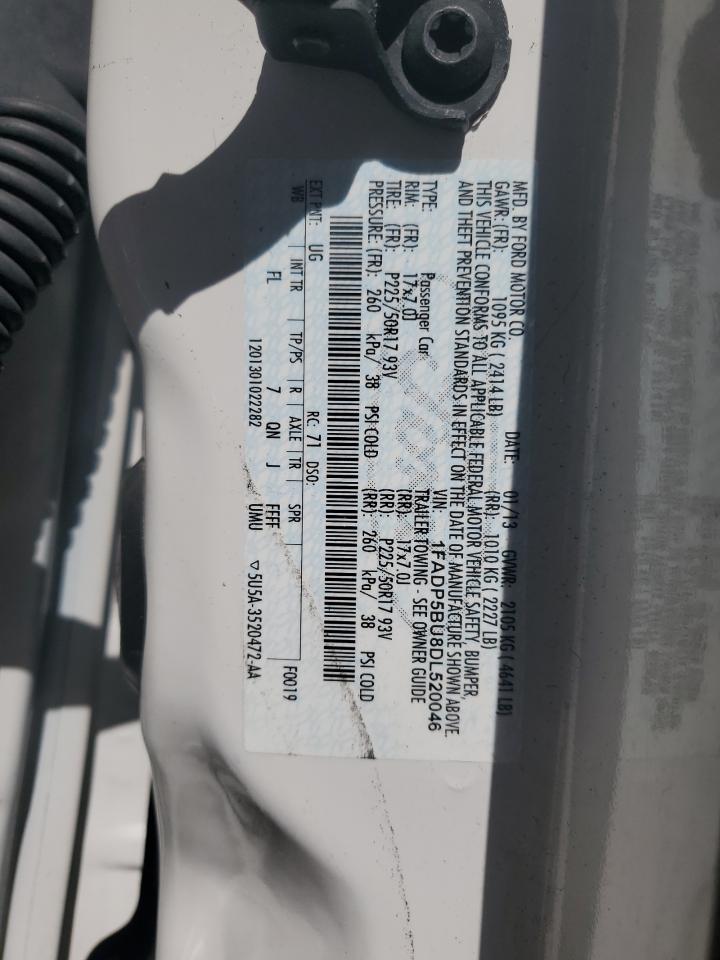 MFD. BY FORD MOTOR CO.
DATE: 01/13 GVWR: 2105 KG ( 4641 LB)
GAWR: (FR): 1095 KG ( 2414 LB) (RR): 1010 KG ( 2227 LB)
THIS VEHICLE CONFORMS TO ALL APPLICABLE FEDERAL MOTOR VEHICLE SAFETY, BUMPER,
AND THEFT PREVENTION STANDARDS IN EFFECT ON THE DATE OF MANUFACTURE SHOWN ABOVE.
VIN: 1FADP5BU8DL520046
TYPE: Passenger Car TRAILER TOWING - SEE OWNER GUIDE
RIM: (FR): 17x7.0J (RR): 17x7.0J
TIRE: (FR): P225/50R17 93V (RR): P225/50R17 93V
PRESSURE: (FR): 260 kPa/ 38 PSI COLD (RR): 260 kPa/ 38 PSI COLD
EXT PNT: UG RC: 71 DSO: F0019
WB INT TR TP/PS R AXLE TR SPR
FL 7 QN J FFFF
1201301022282 UMU ▽5U5A-3520472-AA